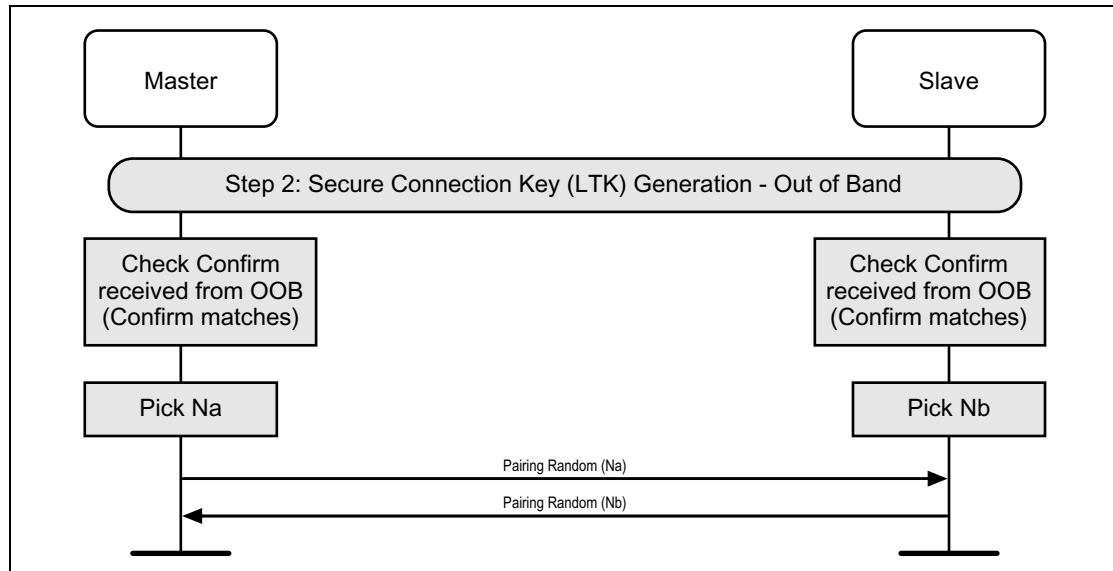 Master
Slave
Step 2: Secure Connection Key (LTK) Generation - Out of Band
Check Confirm
received from OOB
(Confirm matches)
Check Confirm
received from OOB
(Confirm matches)
Pick Na
Pick Nb
Pairing Random (Na)
Pairing Random (Nb)